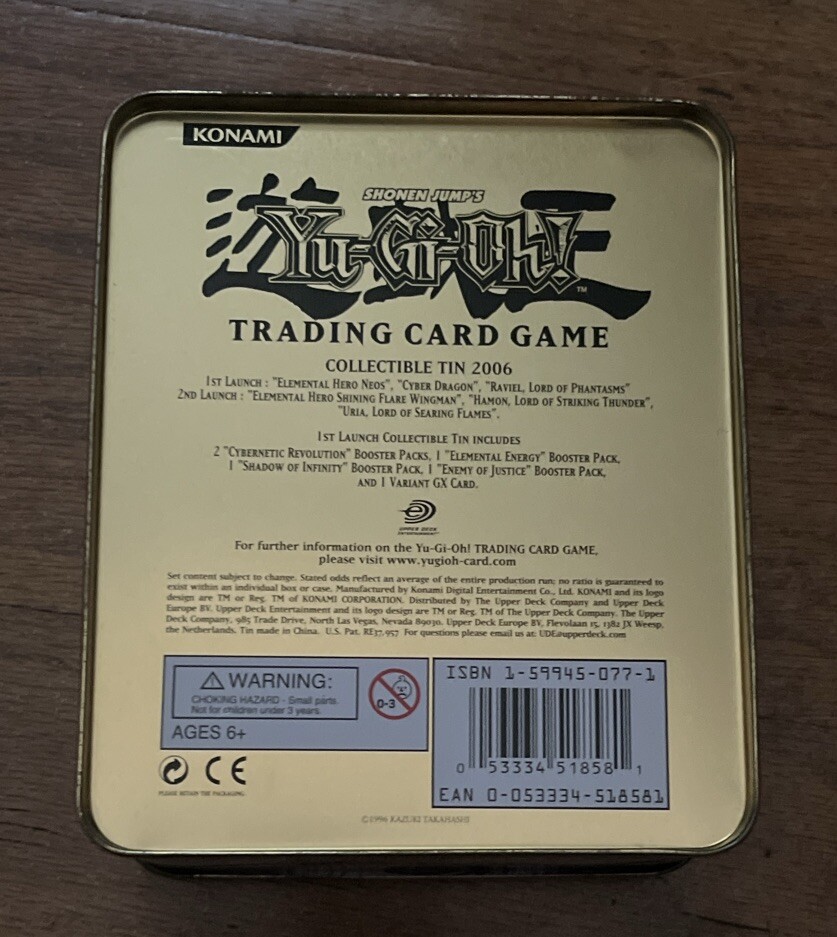 KONAMI
SHONEN JUMP'S
遊戯王
Yu-Gi-Oh!
TM
TRADING CARD GAME
COLLECTIBLE TIN 2006
1ST LAUNCH : "ELEMENTAL HERO NEOS", "CYBER DRAGON", "RAVIEL, LORD OF PHANTASMS"
2ND LAUNCH : "ELEMENTAL HERO SHINING FLARE WINGMAN", "HAMON, LORD OF STRIKING THUNDER",
"URIA, LORD OF SEARING FLAMES".
1ST LAUNCH COLLECTIBLE TIN INCLUDES
2 "CYBERNETIC REVOLUTION" BOOSTER PACKS, 1 "ELEMENTAL ENERGY" BOOSTER PACK,
1 "SHADOW OF INFINITY" BOOSTER PACK, 1 "ENEMY OF JUSTICE" BOOSTER PACK,
AND 1 VARIANT GX CARD.
UPPER DECK
ENTERTAINMENT
For further information on the Yu-Gi-Oh! TRADING CARD GAME,
please visit www.yugioh-card.com
Set content subject to change. Stated odds reflect an average of the entire production run; no ratio is guaranteed to
exist within an individual box or case. Manufactured by Konami Digital Entertainment Co., Ltd. KONAMI and its logo
design are TM or Reg. TM of KONAMI CORPORATION. Distributed by The Upper Deck Company and Upper Deck
Europe BV. Upper Deck Entertainment and its logo design are TM or Reg. TM of The Upper Deck Company. The Upper
Deck Company, 985 Trade Drive, North Las Vegas, Nevada 89030. Upper Deck Europe BV, Flevolaan 15, 1382 JX Weesp,
the Netherlands. Tin made in China. U.S. Pat. RE37,957 For questions please email us at: UDE@upperdeck.com
WARNING:
CHOKING HAZARD - Small parts.
Not for children under 3 years.
0-3
AGES 6+
CE
PLEASE RETAIN THE PACKAGING.
ISBN 1-59945-077-1
0 53334 51858 1
EAN 0-053334-518581
©1996 KAZUKI TAKAHASHI